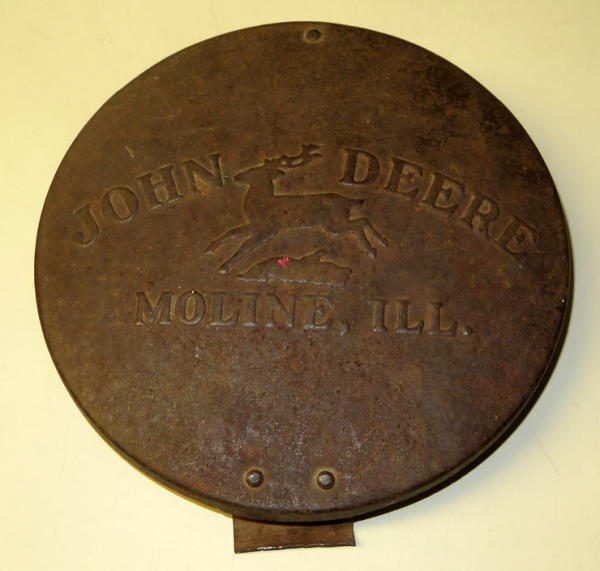 JOHN DEERE
MOLINE, ILL.